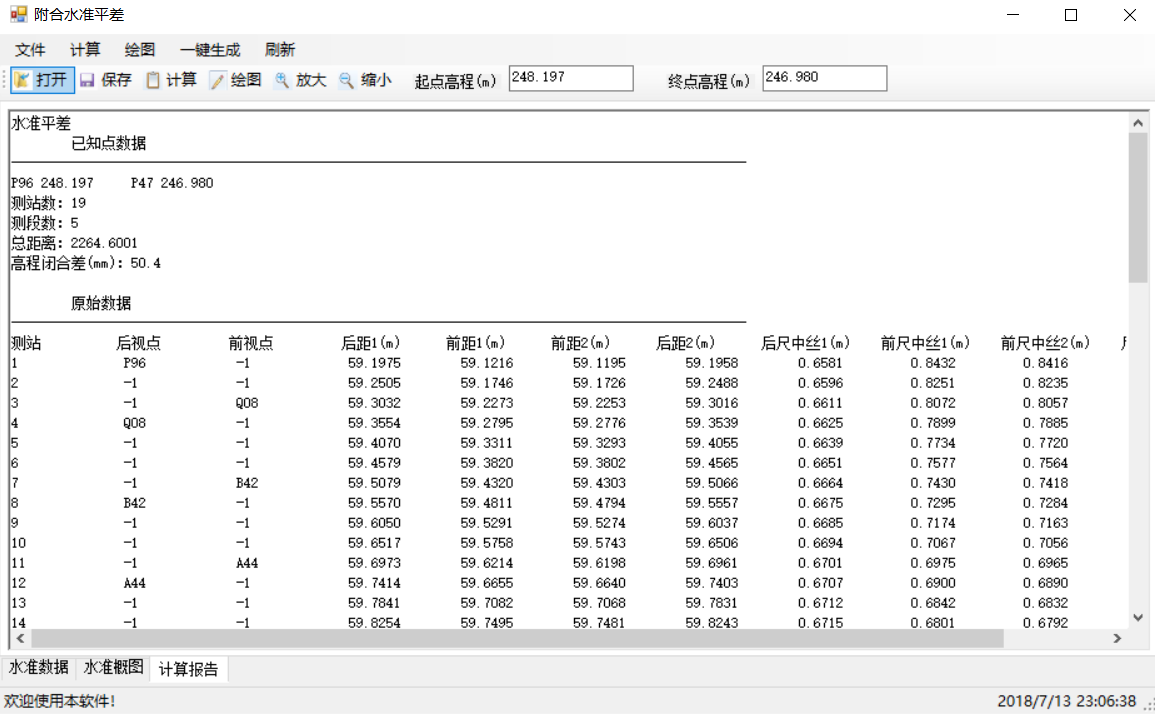 附合水准平差
文件 计算 绘图 一键生成 刷新
打开 保存 计算 绘图 放大 缩小 起点高程(m) 248.197 终点高程(m) 246.980
水准平差
已知点数据
P96 248.197 P47 246.980
测站数: 19
测段数: 5
总距离: 2264.6001
高程闭合差(mm): 50.4
原始数据
测站 后视点 前视点 后距1(m) 前距1(m) 前距2(m) 后距2(m) 后尺中丝1(m) 前尺中丝1(m) 前尺中丝2(m)
1 P96 -1 59.1975 59.1216 59.1195 59.1958 0.6581 0.8432 0.8416
2 -1 -1 59.2505 59.1746 59.1726 59.2488 0.6596 0.8251 0.8235
3 -1 Q08 59.3032 59.2273 59.2253 59.3016 0.6611 0.8072 0.8057
4 Q08 -1 59.3554 59.2795 59.2776 59.3539 0.6625 0.7899 0.7885
5 -1 -1 59.4070 59.3311 59.3293 59.4055 0.6639 0.7734 0.7720
6 -1 -1 59.4579 59.3820 59.3802 59.4565 0.6651 0.7577 0.7564
7 -1 B42 59.5079 59.4320 59.4303 59.5066 0.6664 0.7430 0.7418
8 B42 -1 59.5570 59.4811 59.4794 59.5557 0.6675 0.7295 0.7284
9 -1 -1 59.6050 59.5291 59.5274 59.6037 0.6685 0.7174 0.7163
10 -1 -1 59.6517 59.5758 59.5743 59.6506 0.6694 0.7067 0.7056
11 -1 A44 59.6973 59.6214 59.6198 59.6961 0.6701 0.6975 0.6965
12 A44 -1 59.7414 59.6655 59.6640 59.7403 0.6707 0.6900 0.6890
13 -1 -1 59.7841 59.7082 59.7068 59.7831 0.6712 0.6842 0.6832
14 -1 -1 59.8254 59.7495 59.7481 59.8243 0.6715 0.6801 0.6792
水准数据 水准概图 计算报告
欢迎使用本软件! 2018/7/13 23:06:38